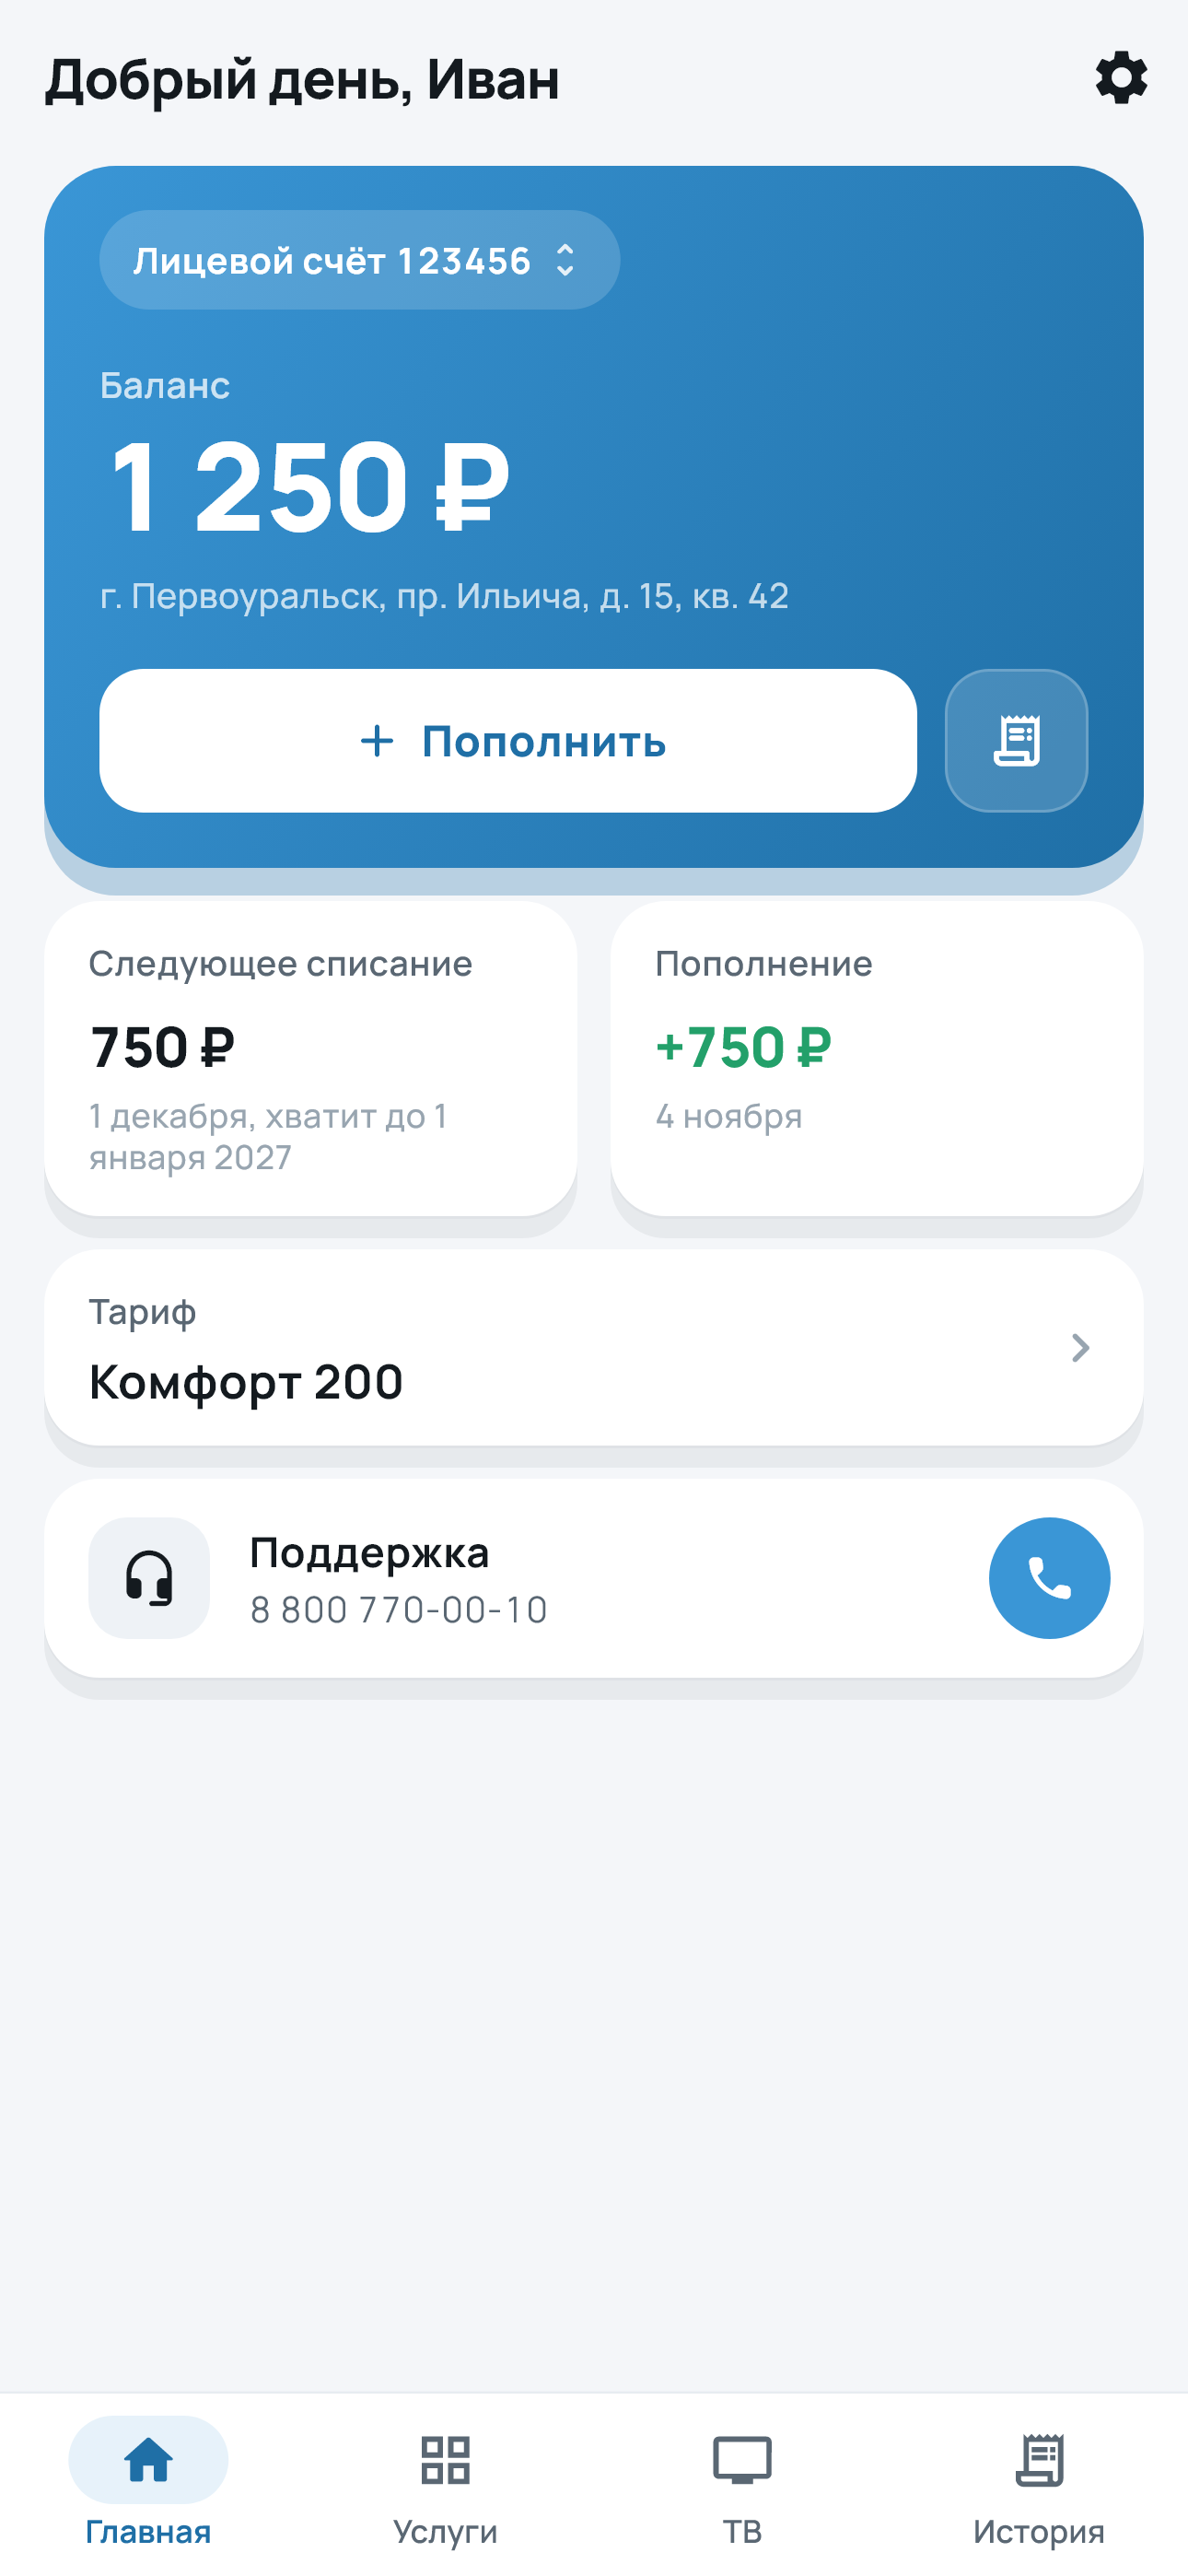 Добрый день, Иван
Лицевой счёт 123456
Баланс
1 250 ₽
г. Первоуральск, пр. Ильича, д. 15, кв. 42
+ Пополнить
Следующее списание
750 ₽
1 декабря, хватит до 1
января 2027
Пополнение
+750 ₽
4 ноября
Тариф
Комфорт 200
Поддержка
8 800 770-00-10
Главная
Услуги
ТВ
История